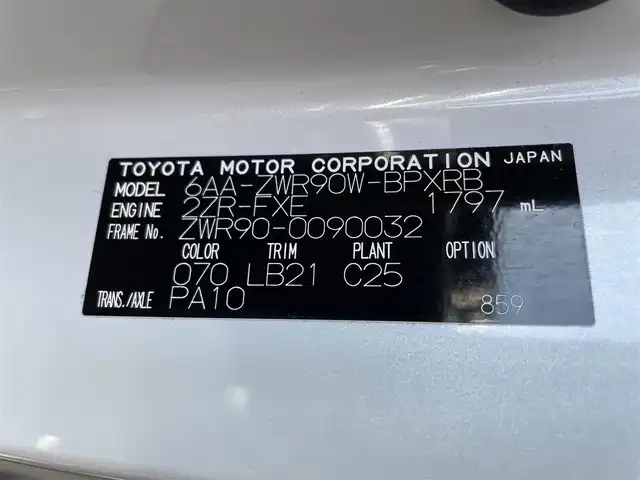 TOYOTA MOTOR CORPORATION JAPAN
MODEL 6AA-ZWR90W-BPXRB
ENGINE 2ZR-FXE 1797 mL
FRAME No. ZWR90-0090032
COLOR TRIM PLANT OPTION
070 LB21 C25
TRANS./AXLE PA10 859